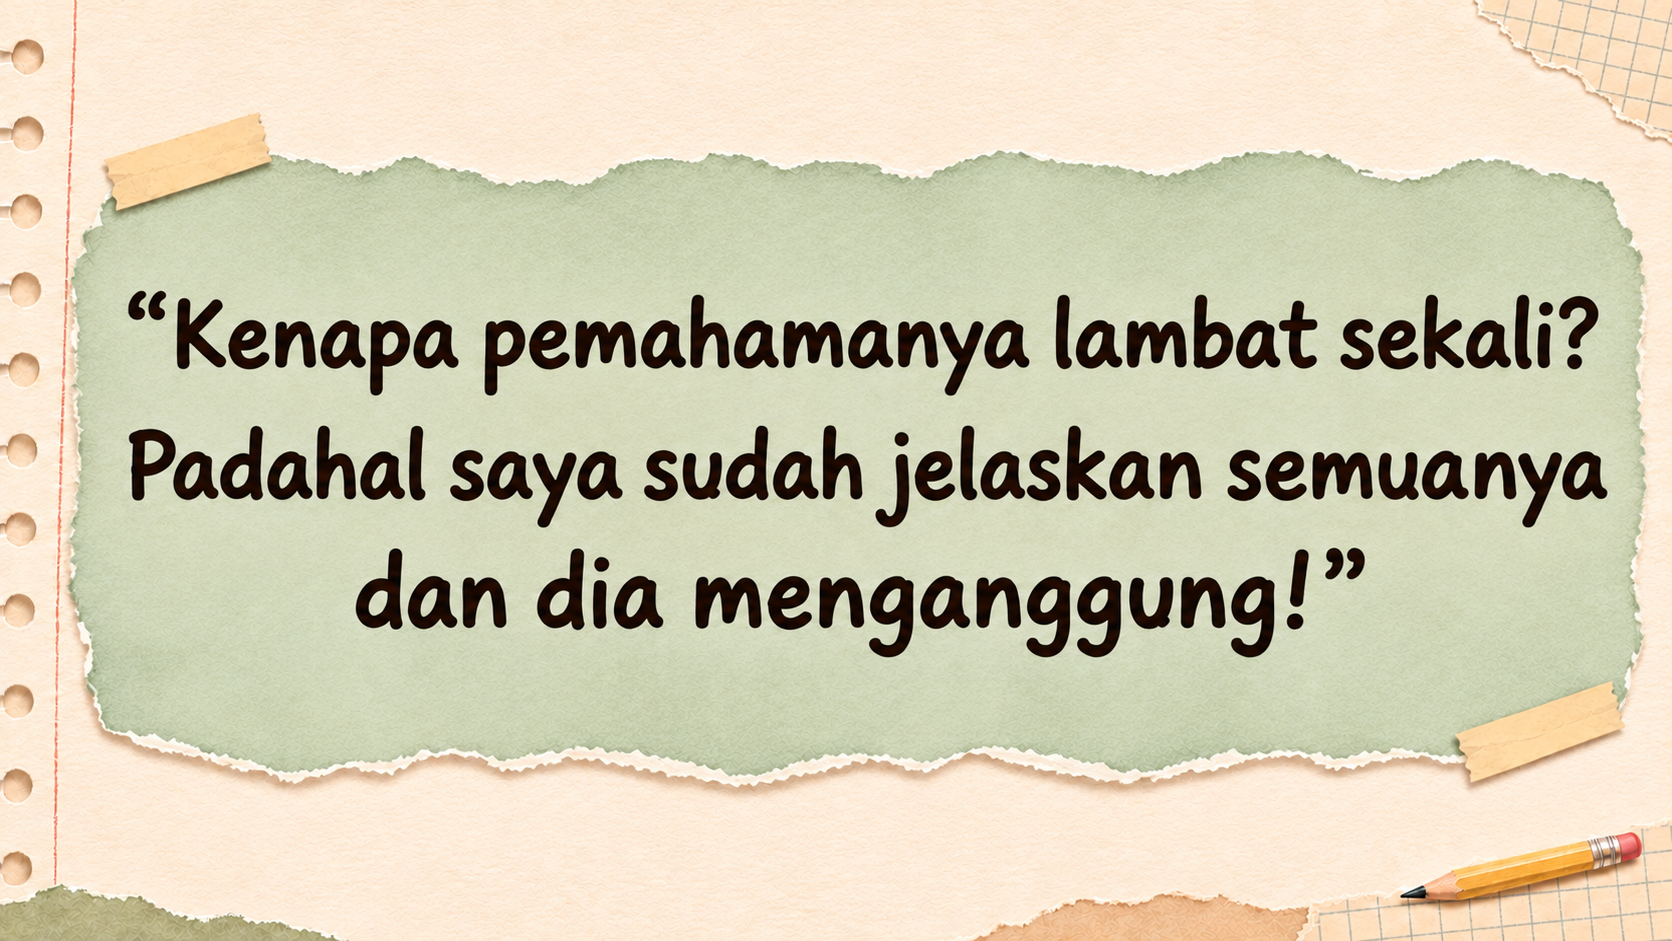 “Kenapa pemahamanya lambat sekali?
Padahal saya sudah jelaskan semuanya
dan dia menganggung!”